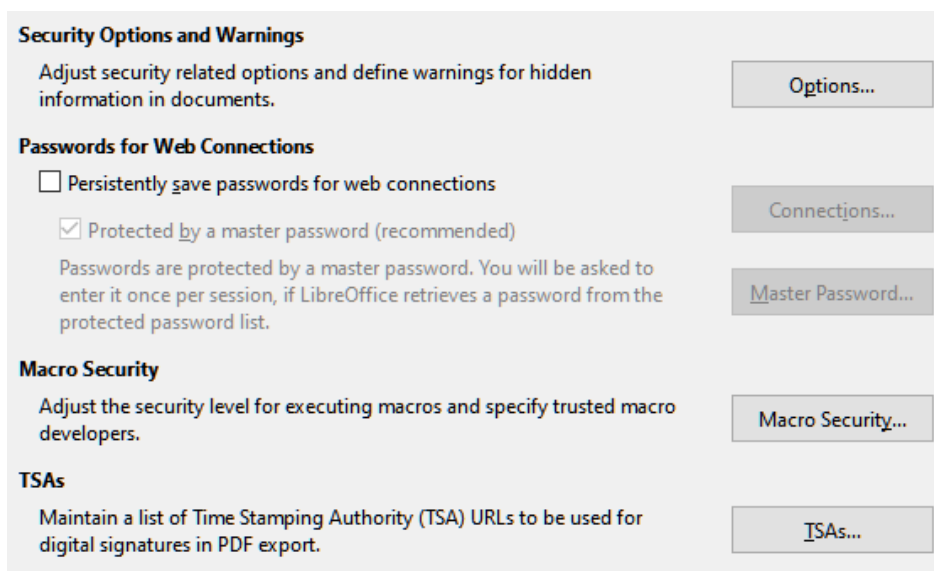 Security Options and Warnings
Adjust security related options and define warnings for hidden
information in documents.
Options...
Passwords for Web Connections
Persistently save passwords for web connections
Connections...
Protected by a master password (recommended)
Passwords are protected by a master password. You will be asked to
enter it once per session, if LibreOffice retrieves a password from the
protected password list.
Master Password...
Macro Security
Adjust the security level for executing macros and specify trusted macro
developers.
Macro Security...
TSAs
Maintain a list of Time Stamping Authority (TSA) URLs to be used for
digital signatures in PDF export.
TSAs...